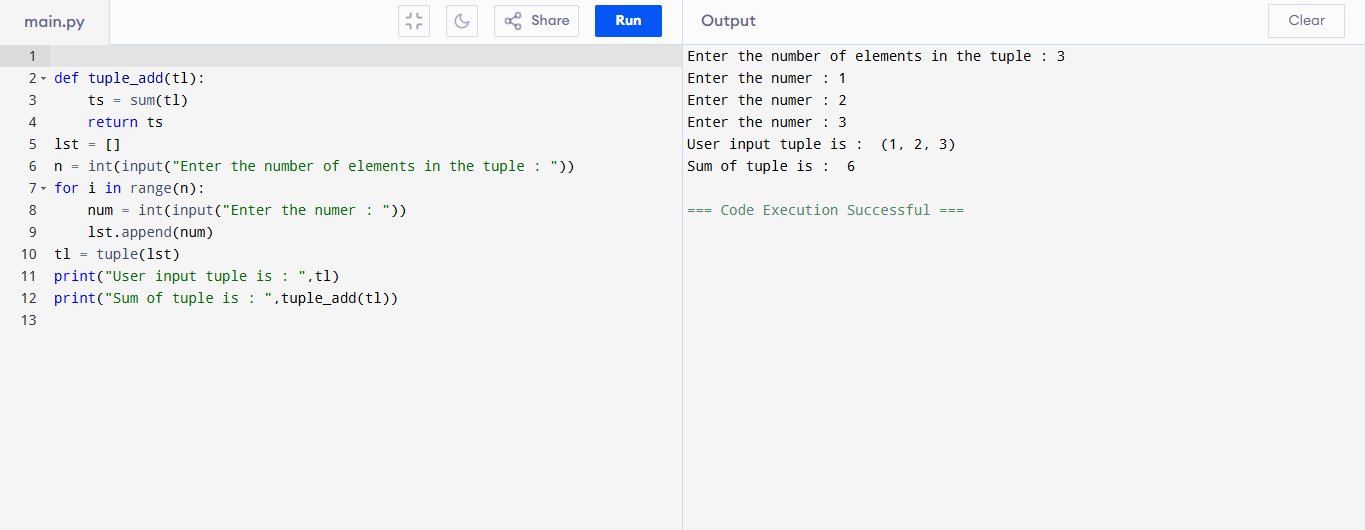 main.py
Share
Run
Output
Clear
1
2 def tuple_add(tl):
3     ts = sum(tl)
4     return ts
5 lst = []
6 n = int(input("Enter the number of elements in the tuple : "))
7 for i in range(n):
8     num = int(input("Enter the numer : "))
9     lst.append(num)
10 tl = tuple(lst)
11 print("User input tuple is : ",tl)
12 print("Sum of tuple is : ",tuple_add(tl))
13
Enter the number of elements in the tuple : 3
Enter the numer : 1
Enter the numer : 2
Enter the numer : 3
User input tuple is :  (1, 2, 3)
Sum of tuple is :  6
=== Code Execution Successful ===